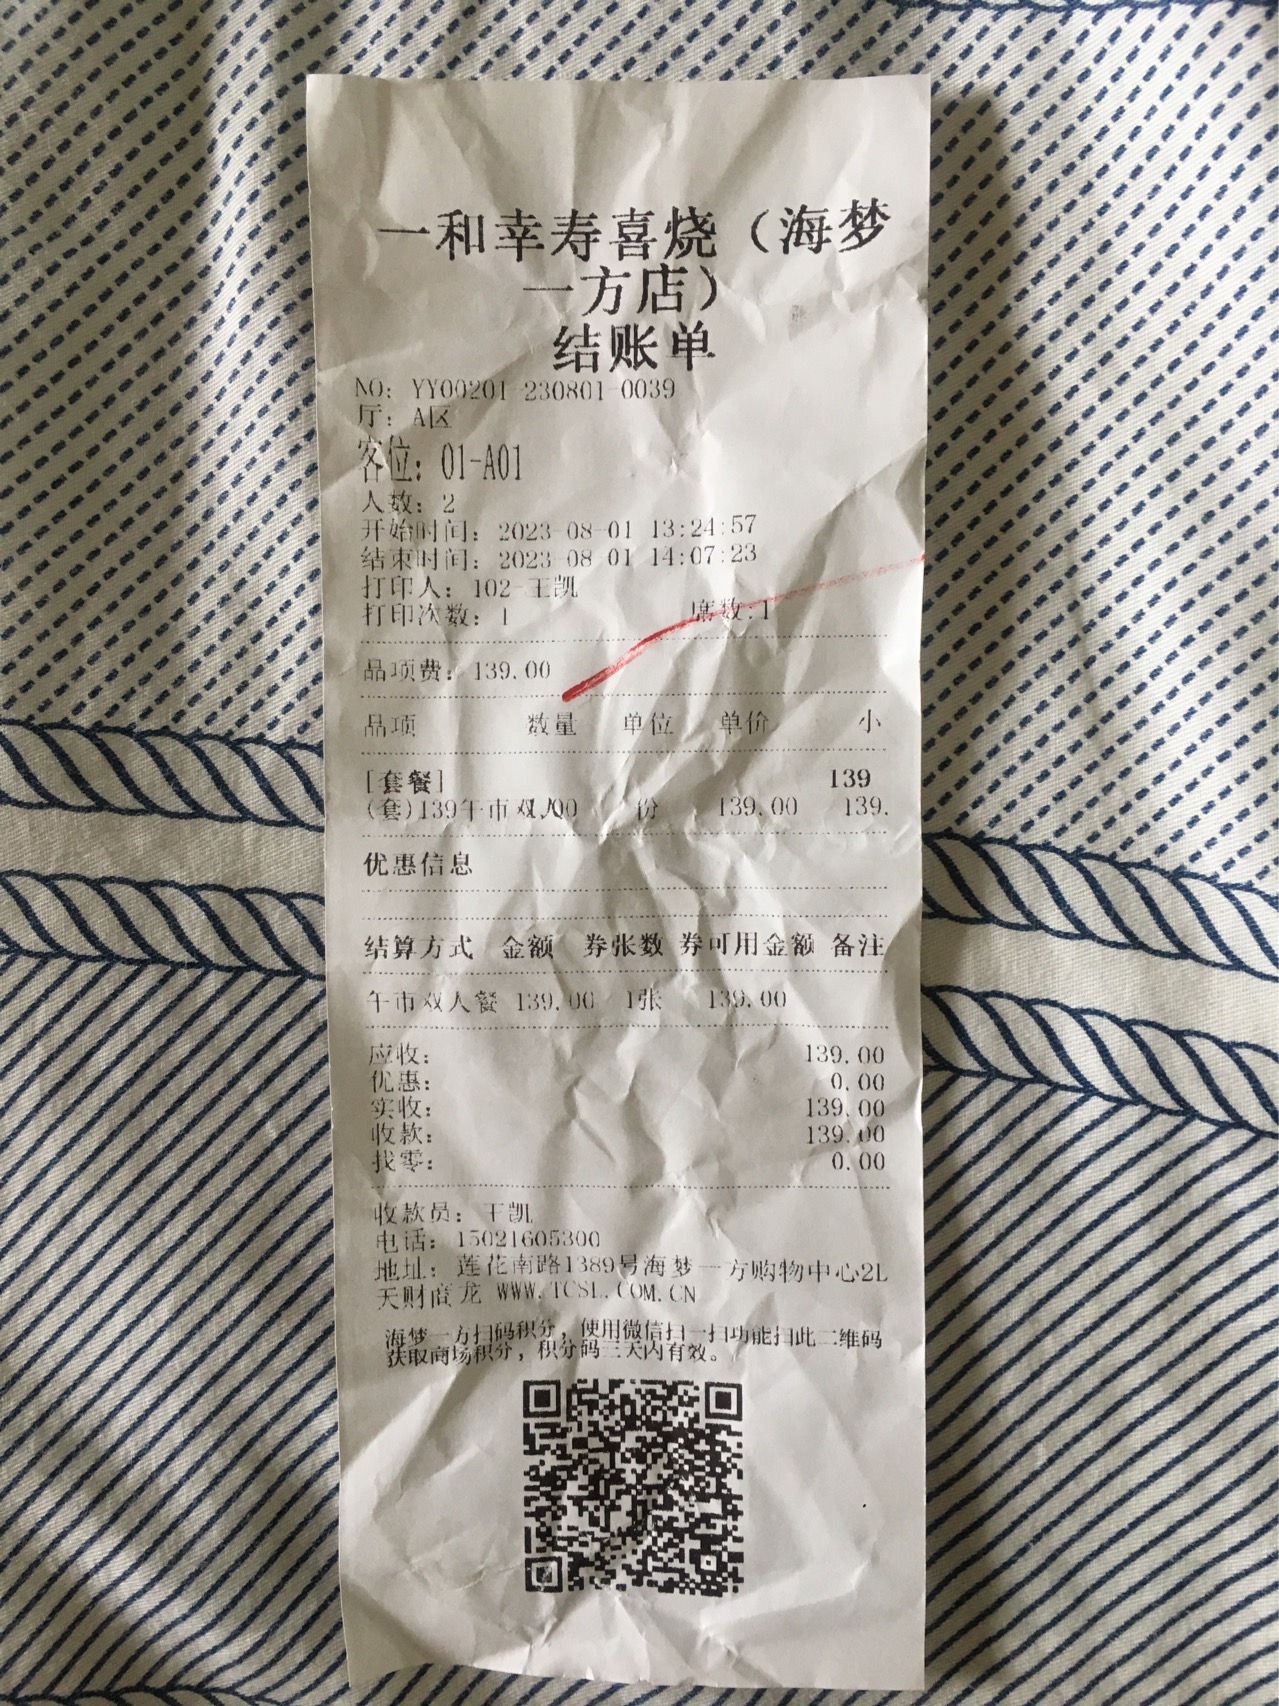 一和幸寿喜烧（海梦
一方店）
结账单
NO: YY00201-230801-0039
厅: A区
客位: 01-A01
人数: 2
开始时间: 2023-08-01 13:24:57
结束时间: 2023-08-01 14:07:23
打印人: 102-王凯
打印次数: 1 席数:1
品项费: 139.00
品项 数量 单位 单价 小
[套餐] 139
(套)139午市双人00 份 139.00 139.
优惠信息
结算方式 金额 券张数 券可用金额 备注
午市双人餐 139.00 1张 139.00
应收: 139.00
优惠: 0.00
实收: 139.00
收款: 139.00
找零: 0.00
收款员: 王凯
电话: 15021605300
地址: 莲花南路1389号海梦一方购物中心2L
天财商龙 WWW.TCSL.COM.CN
海梦一方扫码积分，使用微信扫一扫功能扫此二维码
获取商场积分，积分码三天内有效。